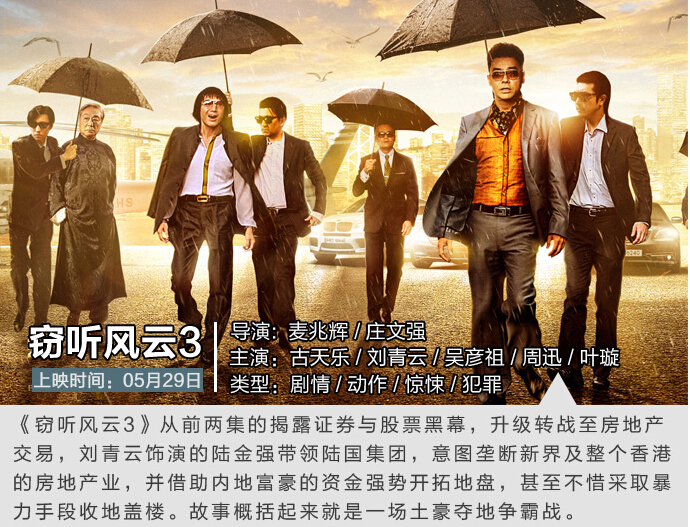 窃听风云3
上映时间：05月29日
导演：麦兆辉 / 庄文强
主演：古天乐 / 刘青云 / 吴彦祖 / 周迅 / 叶璇
类型：剧情 / 动作 / 惊悚 / 犯罪
《窃听风云3》从前两集的揭露证券与股票黑幕，升级转战至房地产
交易，刘青云饰演的陆金强带领陆国集团，意图垄断新界及整个香港
的房地产业，并借助内地富豪的资金强势开拓地盘，甚至不惜采取暴
力手段收地盖楼。故事概括起来就是一场土豪夺地争霸战。